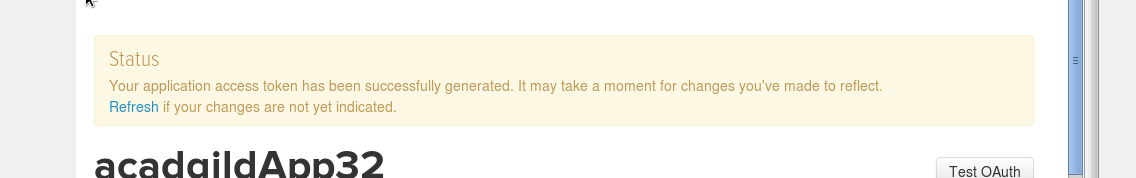 Status
Your application access token has been successfully generated. It may take a moment for changes you've made to reflect.
Refresh if your changes are not yet indicated.
acadgildApp32
Test OAuth